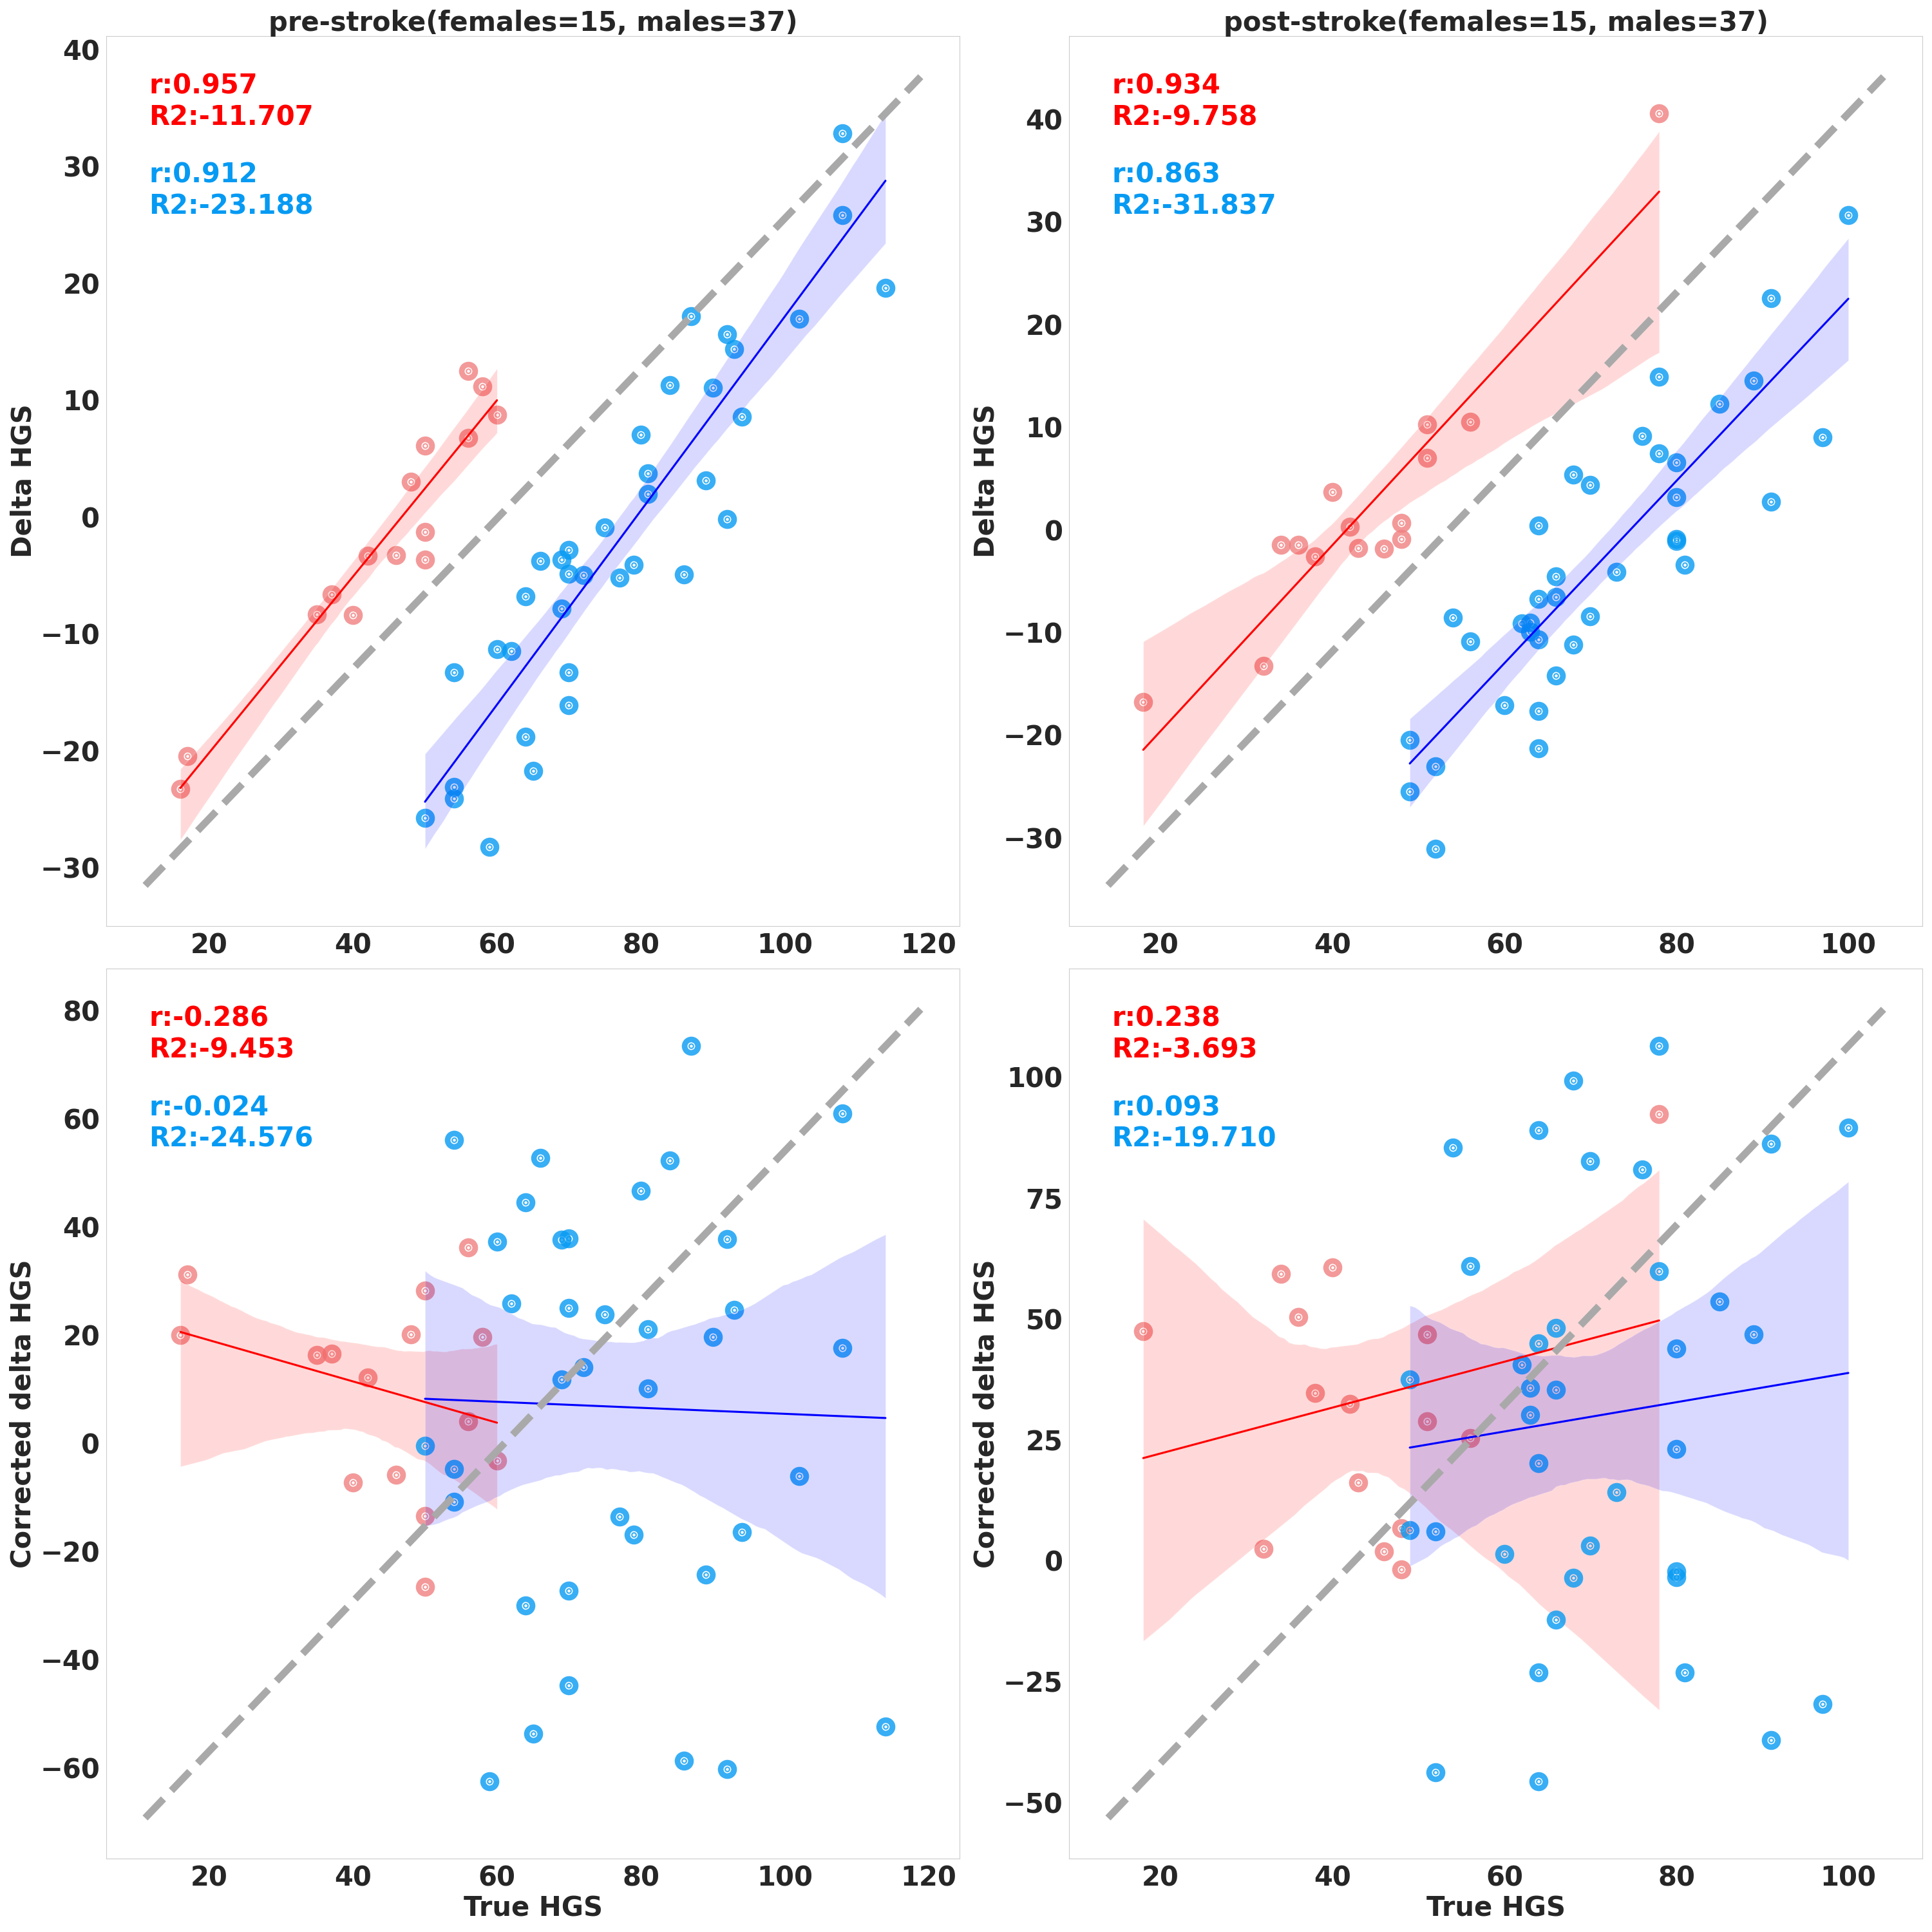 pre-stroke(females=15, males=37)
post-stroke(females=15, males=37)
r:0.957
R2:-11.707
r:0.912
R2:-23.188
Delta HGS
40
30
20
10
0
−10
−20
−30
20
40
60
80
100
120
r:0.934
R2:-9.758
r:0.863
R2:-31.837
Delta HGS
40
30
20
10
0
−10
−20
−30
20
40
60
80
100
r:-0.286
R2:-9.453
r:-0.024
R2:-24.576
Corrected delta HGS
80
60
40
20
0
−20
−40
−60
20
40
60
80
100
120
True HGS
r:0.238
R2:-3.693
r:0.093
R2:-19.710
Corrected delta HGS
100
75
50
25
0
−25
−50
20
40
60
80
100
True HGS